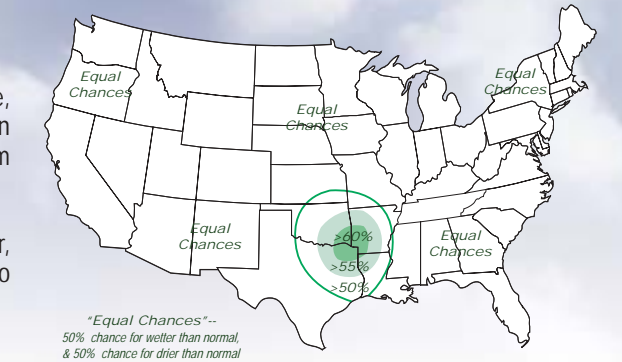 e,
n
m
r,
o
Equal
Chances
Equal
Chances
Equal
Chances
Equal
Chances
Equal
Chances
>60%
>55%
>50%
"Equal Chances"--
50% chance for wetter than normal,
& 50% chance for drier than normal